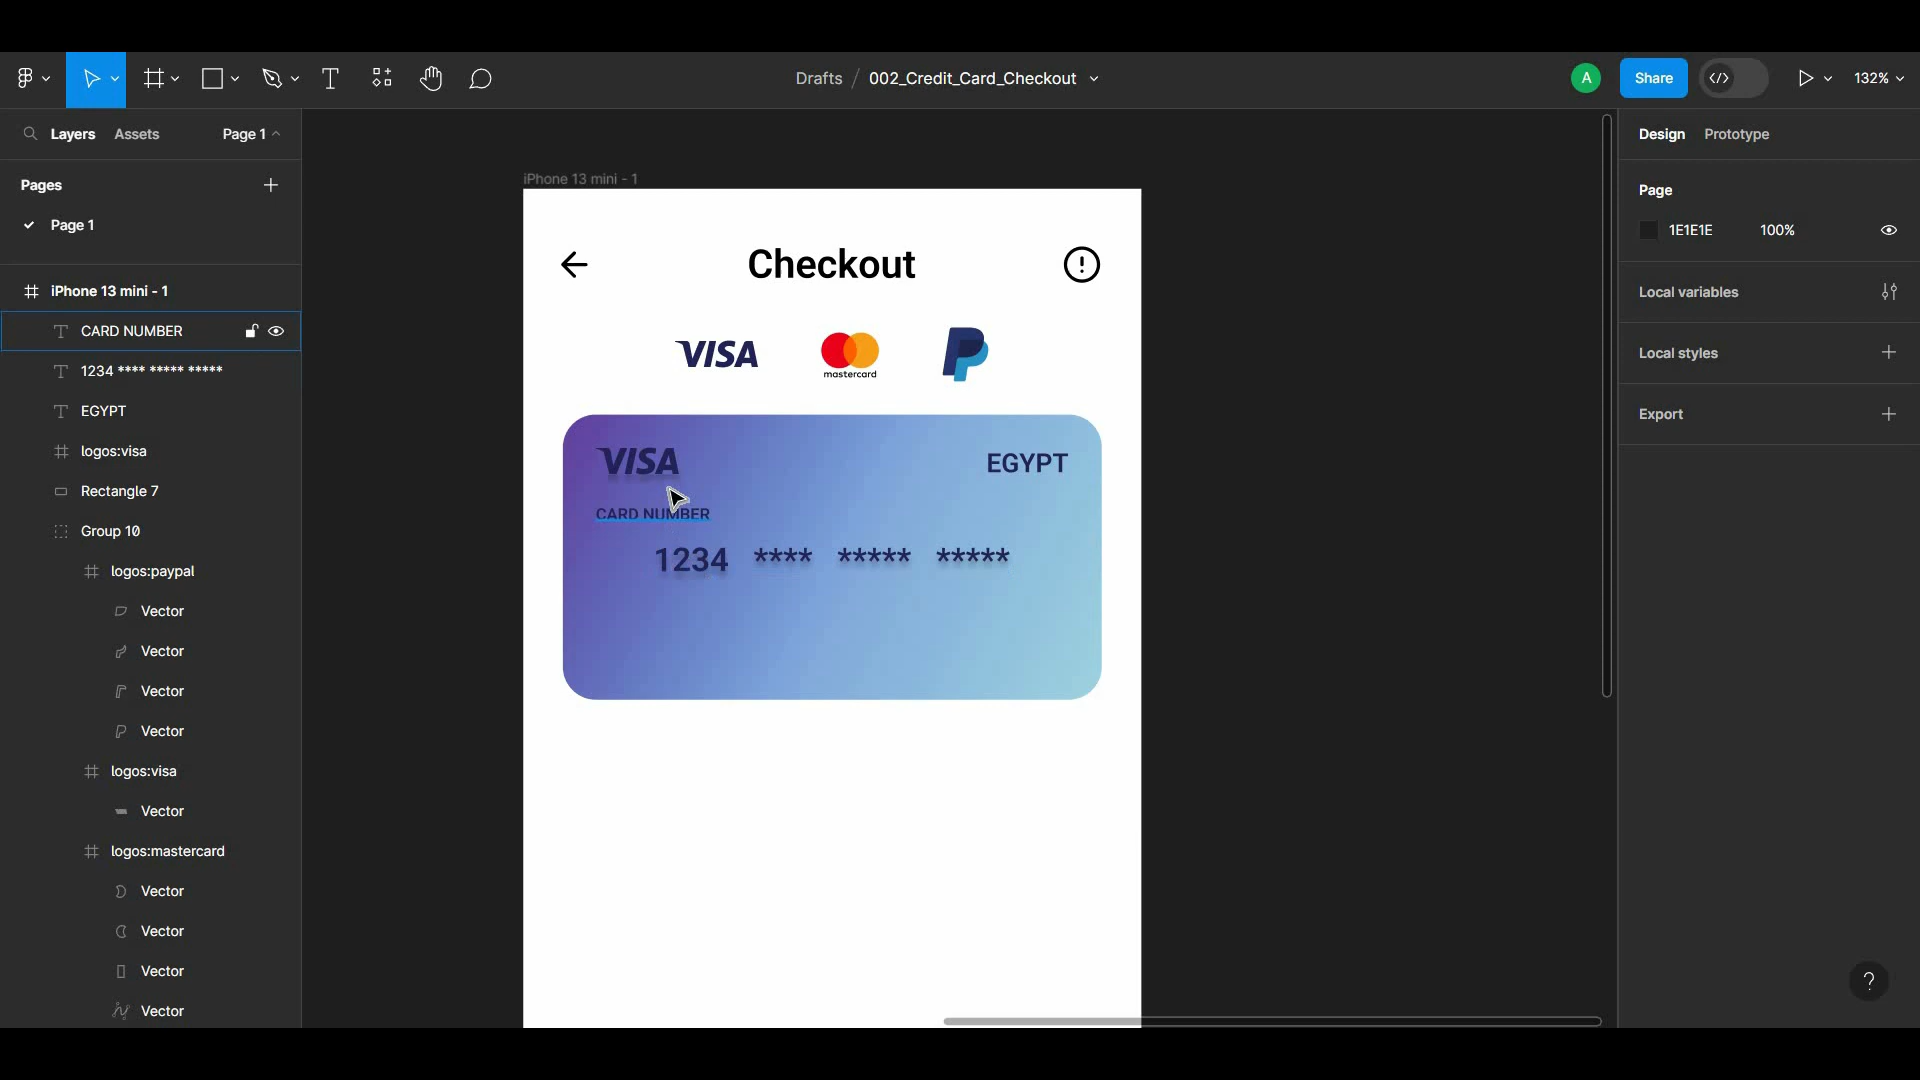 Drafts / 002_Credit_Card_Checkout
A
Share
132%
Layers Assets Page 1
Pages
Page 1
iPhone 13 mini - 1
CARD NUMBER
1234 **** ***** *****
EGYPT
logos:visa
Rectangle 7
Group 10
logos:paypal
Vector
Vector
Vector
Vector
logos:visa
Vector
logos:mastercard
Vector
Vector
Vector
Vector
iPhone 13 mini - 1
Checkout
VISA
mastercard
VISA
EGYPT
CARD NUMBER
1234 **** ***** *****
Design Prototype
Page
1E1E1E 100%
Local variables
Local styles
Export
?